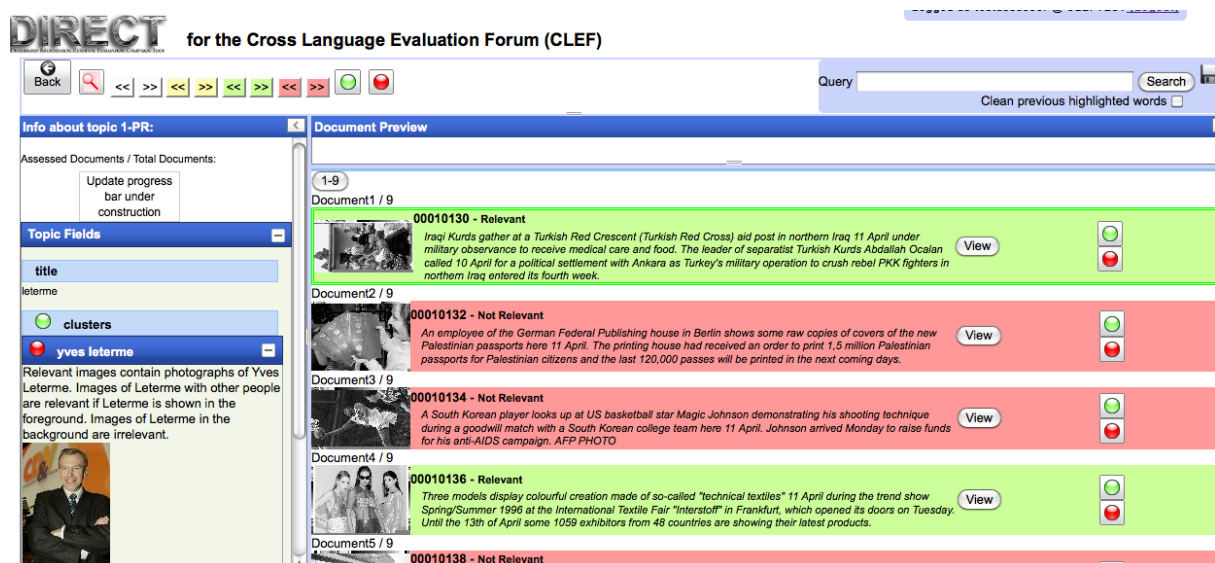 DIRECT for the Cross Language Evaluation Forum (CLEF)
Back
<< >> << >> << >> << >>
Query Search
Clean previous highlighted words
Info about topic 1-PR: <
Document Preview
Assessed Documents / Total Documents:
Update progress
bar under
construction
Topic Fields
title
leterme
clusters
yves leterme
Relevant images contain photographs of Yves
Leterme. Images of Leterme with other people
are relevant if Leterme is shown in the
foreground. Images of Leterme in the
background are irrelevant.
1-9
Document1 / 9
00010130 - Relevant
Iraqi Kurds gather at a Turkish Red Crescent (Turkish Red Cross) aid post in northern Iraq 11 April under
military observance to receive medical care and food. The leader of separatist Turkish Kurds Abdallah Ocalan
called 10 April for a political settlement with Ankara as Turkey's military operation to crush rebel PKK fighters in
northern Iraq entered its fourth week.
View
Document2 / 9
00010132 - Not Relevant
An employee of the German Federal Publishing house in Berlin shows some raw copies of covers of the new
Palestinian passports here 11 April. The printing house had received an order to print 1,5 million Palestinian
passports for Palestinian citizens and the last 120,000 passes will be printed in the next coming days.
View
Document3 / 9
00010134 - Not Relevant
A South Korean player looks up at US basketball star Magic Johnson demonstrating his shooting technique
during a goodwill match with a South Korean college team here 11 April. Johnson arrived Monday to raise funds
for his anti-AIDS campaign. AFP PHOTO
View
Document4 / 9
00010136 - Relevant
Three models display colourful creation made of so-called "technical textiles" 11 April during the trend show
Spring/Summer 1996 at the International Textile Fair "Interstoff" in Frankfurt, which opened its doors on Tuesday.
Until the 13th of April some 1059 exhibitors from 48 countries are showing their latest products.
View
Document5 / 9
00010138 - Not Relevant